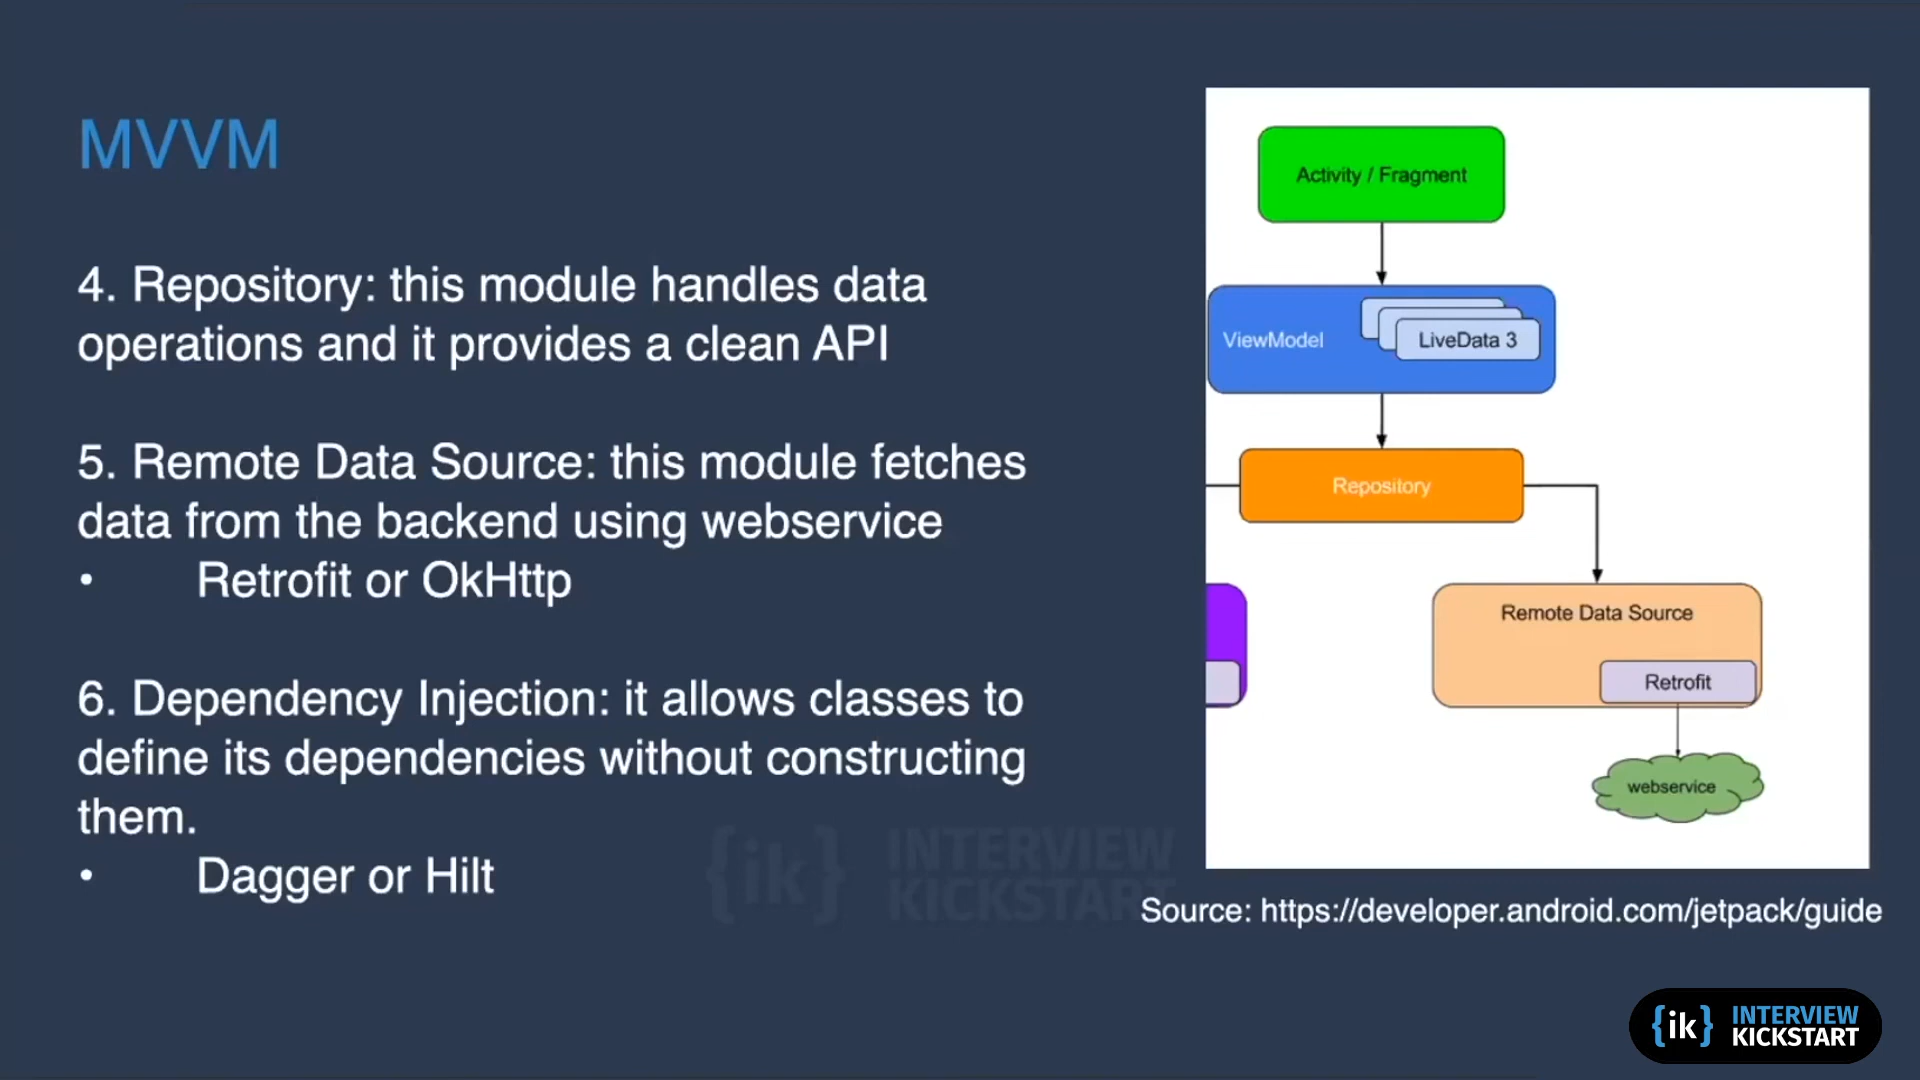 MVVM
4. Repository: this module handles data
operations and it provides a clean API
5. Remote Data Source: this module fetches
data from the backend using webservice
• Retrofit or OkHttp
6. Dependency Injection: it allows classes to
define its dependencies without constructing
them.
• Dagger or Hilt
Activity / Fragment
ViewModel
LiveData 3
Repository
Remote Data Source
Retrofit
webservice
{ik} INTERVIEW
KICKSTART
Source: https://developer.android.com/jetpack/guide
{ik} INTERVIEW
KICKSTART